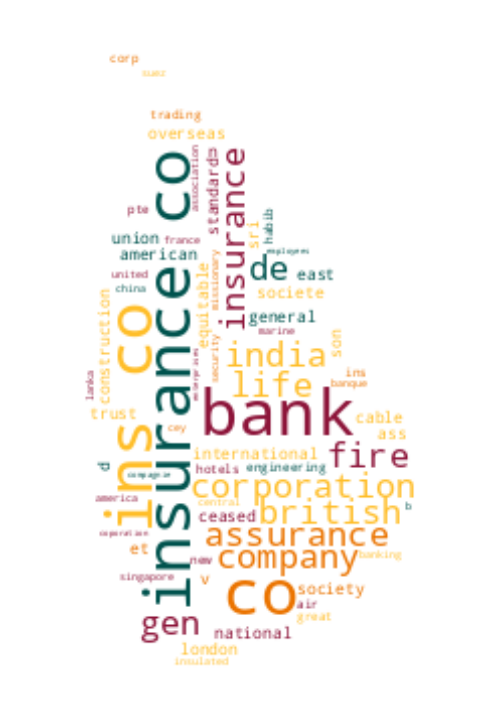 corp
suez
trading
overseas
insurance co
association
standard
m
insurance
pte
habib
union
france
sri
employees
american
missionary
de
east
united
china
equitable
societe
construction
ins co
general
marine
son
security
india
enterprises
ins
lanka
life
banque
bank
trust
cable
cey
ass
international
fire
d
hotels
engineering
compagnie
corporation
america
central
british
b
ceased
coporation
assurance
et
new
company
banking
singapore
v
co
society
air
great
gen
national
london
insulated